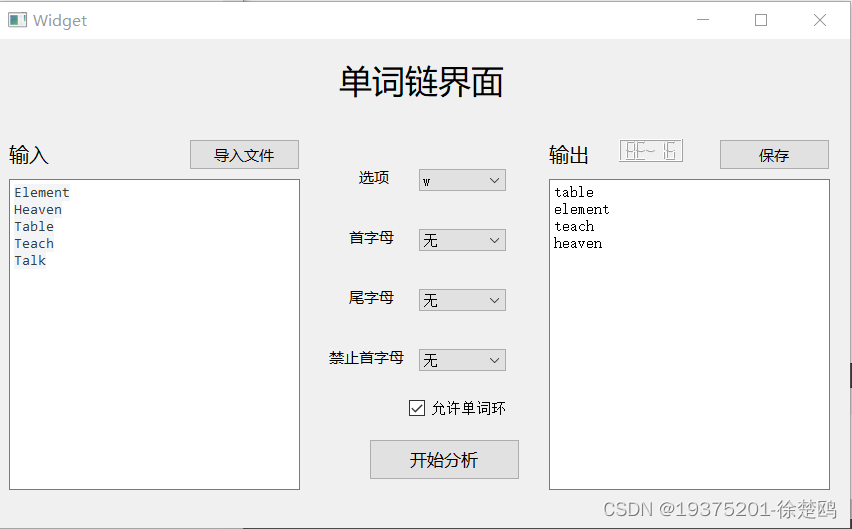 Widget
单词链界面
输入
导入文件
Element
Heaven
Table
Teach
Talk
选项
w
首字母
无
尾字母
无
禁止首字母
无
允许单词环
开始分析
输出
8E-16
保存
table
element
teach
heaven
CSDN @19375201-徐楚鸥